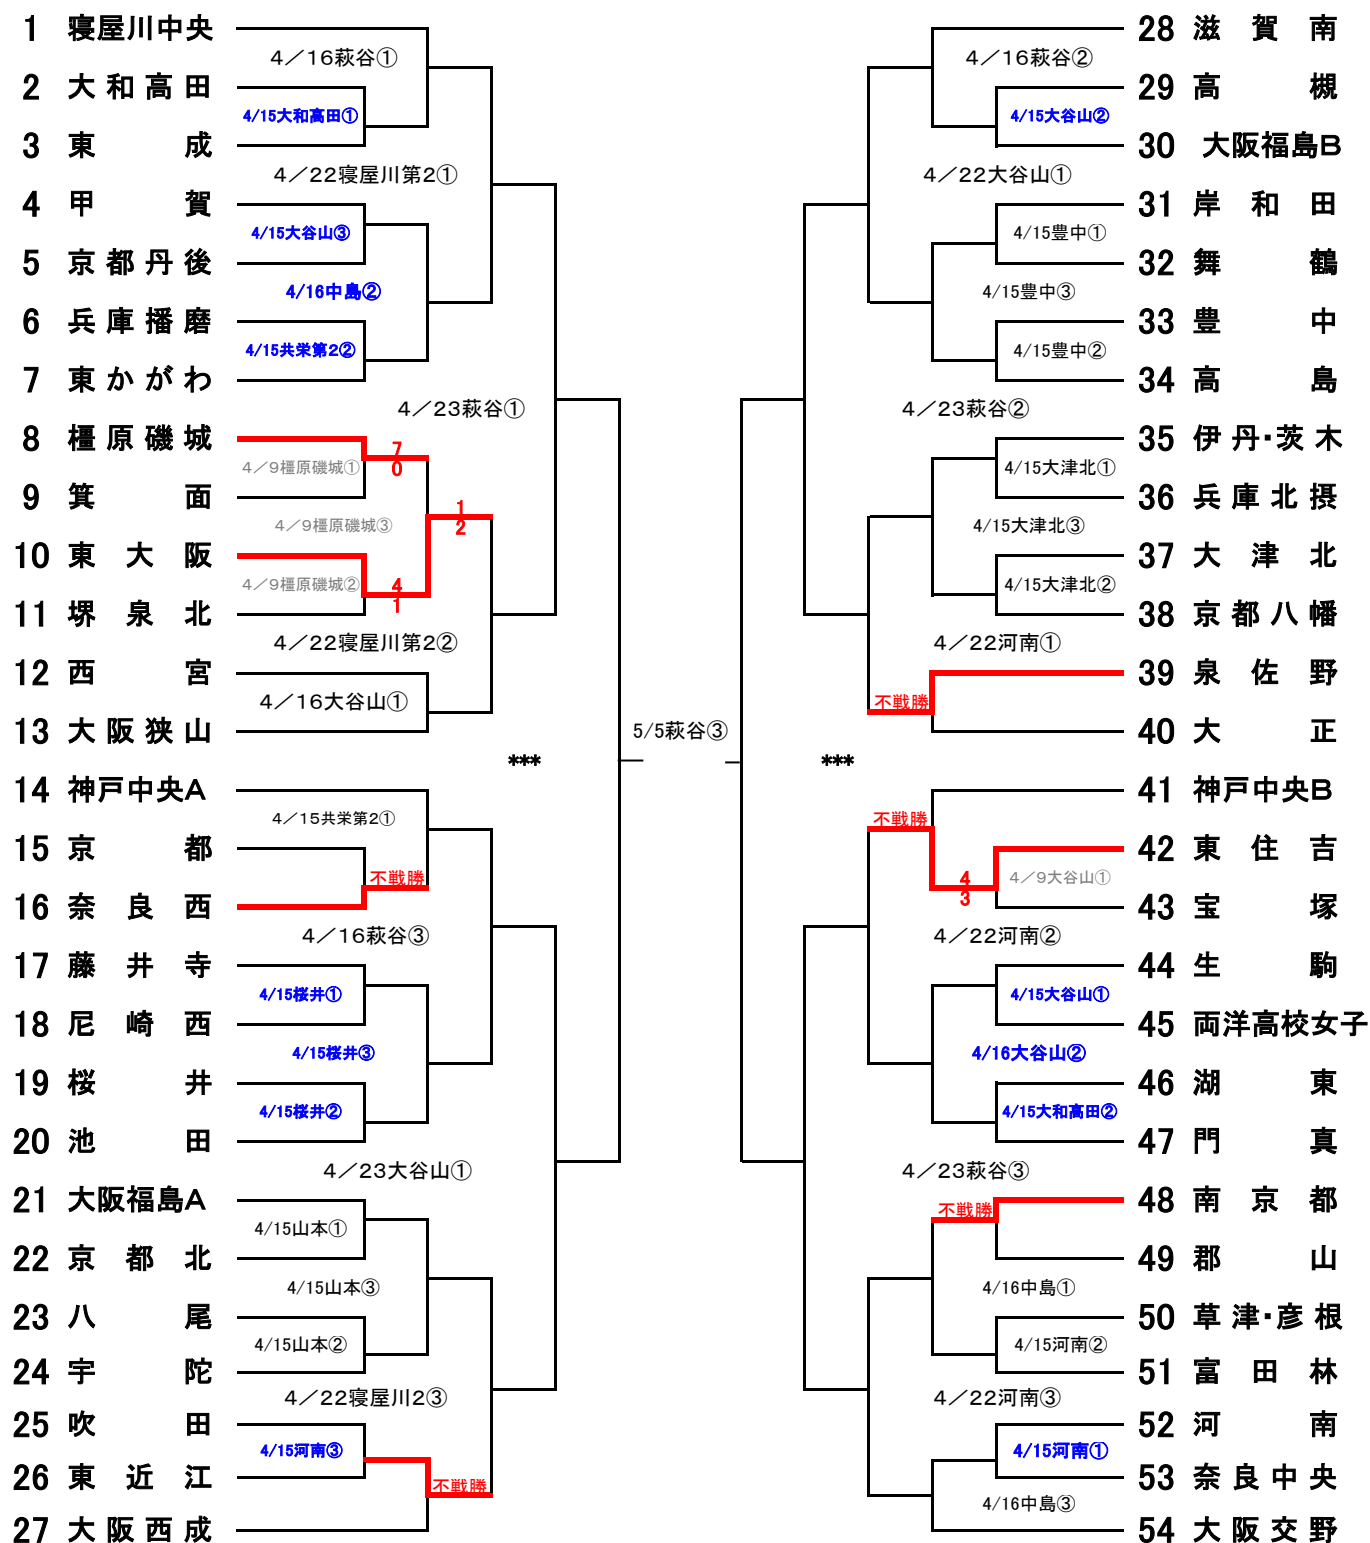 1 寝屋川中央
4／16萩谷①
2 大和高田
4/15大和高田①
3 東成
4／22寝屋川第2①
4 甲賀
4/15大谷山③
5 京都丹後
4/16中島②
6 兵庫播磨
4/15共栄第2②
7 東かがわ
4／23萩谷①
8 橿原磯城
7
4／9橿原磯城①
0
9 箕面
1
4／9橿原磯城③
2
10 東大阪
4／9橿原磯城②
4
1
11 堺泉北
4／22寝屋川第2②
12 西宮
4／16大谷山①
13 大阪狭山
5/5萩谷③
***
14 神戸中央A
4／15共栄第2①
15 京都
不戦勝
16 奈良西
4／16萩谷③
17 藤井寺
4/15桜井①
18 尼崎西
4/15桜井③
19 桜井
4/15桜井②
20 池田
4／23大谷山①
21 大阪福島A
4/15山本①
22 京都北
4/15山本③
23 八尾
4/15山本②
24 宇陀
4／22寝屋川2③
25 吹田
4/15河南③
26 東近江
不戦勝
27 大阪西成
28 滋賀南
4／16萩谷②
29 高槻
4/15大谷山②
30 大阪福島B
4／22大谷山①
31 岸和田
4/15豊中①
32 舞鶴
4/15豊中③
33 豊中
4/15豊中②
34 高島
4／23萩谷②
35 伊丹・茨木
4/15大津北①
36 兵庫北摂
4/15大津北③
37 大津北
4/15大津北②
38 京都八幡
4／22河南①
39 泉佐野
不戦勝
40 大正
***
41 神戸中央B
不戦勝
42 東住吉
4
4／9大谷山①
3
43 宝塚
4／22河南②
44 生駒
4/15大谷山①
45 両洋高校女子
4/16大谷山②
46 湖東
4/15大和高田②
47 門真
4／23萩谷③
48 南京都
不戦勝
49 郡山
4/16中島①
50 草津・彦根
4/15河南②
51 富田林
4／22河南③
52 河南
4/15河南①
53 奈良中央
4/16中島③
54 大阪交野